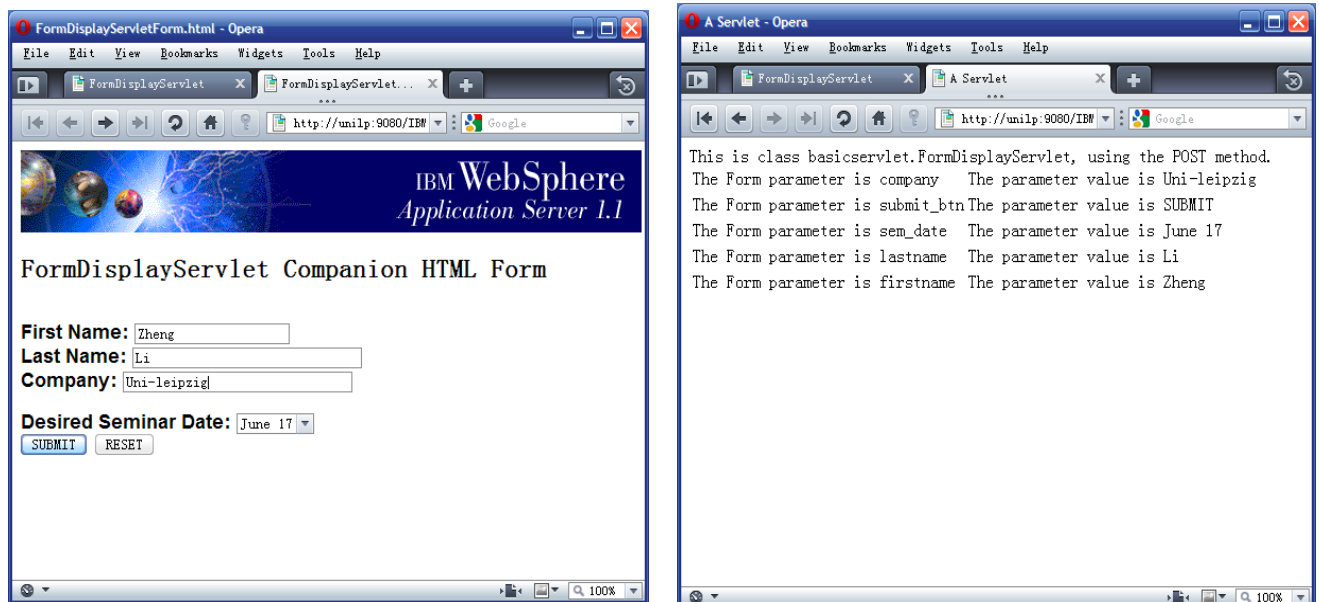 FormDisplayServletForm.html - Opera
File Edit View Bookmarks Widgets Tools Help
FormDisplayServlet X FormDisplayServlet... X
http://unilp:9080/IBM Google
IBM WebSphere
Application Server 1.1
FormDisplayServlet Companion HTML Form
First Name: Zheng
Last Name: Li
Company: Uni-leipzig
Desired Seminar Date: June 17
SUBMIT RESET
100%
A Servlet - Opera
File Edit View Bookmarks Widgets Tools Help
FormDisplayServlet X A Servlet X
http://unilp:9080/IBM Google
This is class basicservlet.FormDisplayServlet, using the POST method.
The Form parameter is company The parameter value is Uni-leipzig
The Form parameter is submit_btn The parameter value is SUBMIT
The Form parameter is sem_date The parameter value is June 17
The Form parameter is lastname The parameter value is Li
The Form parameter is firstname The parameter value is Zheng
100%